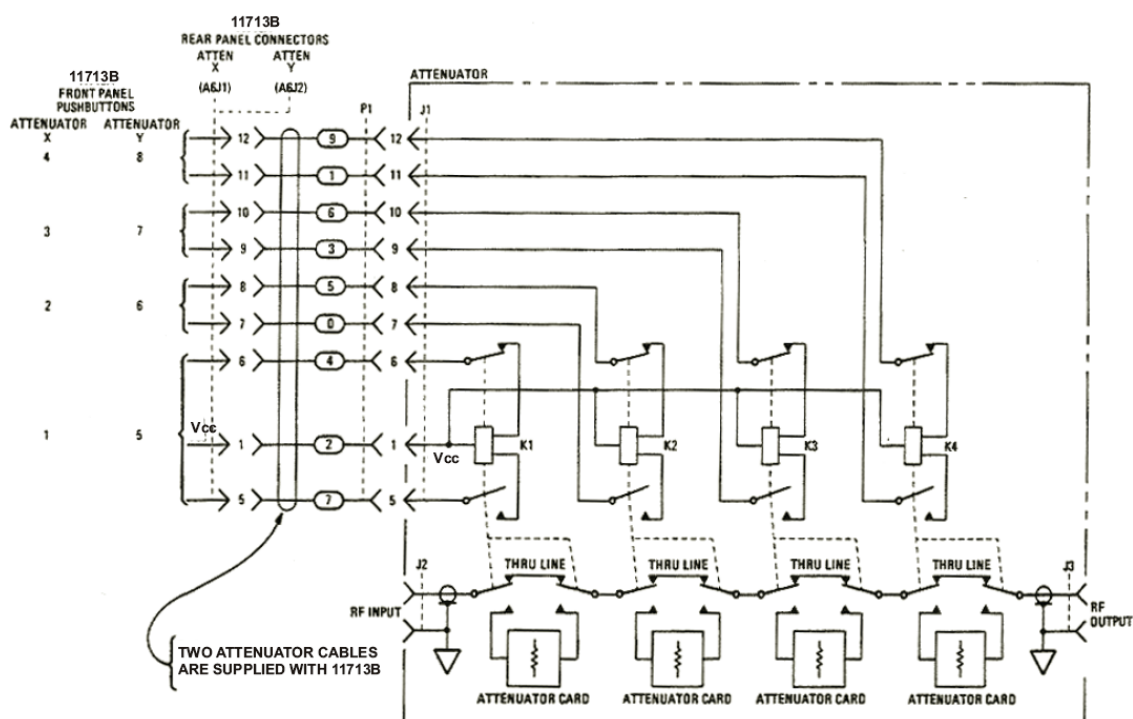 11713B
REAR PANEL CONNECTORS
ATTEN ATTEN
X Y
(A6J1) (A6J2)
11713B
FRONT PANEL
PUSHBUTTONS
ATTENUATOR ATTENUATOR
X Y
ATTENUATOR
P1 J1
12 9 12
4 8
11 1 11
10 6 10
3 7
9 3 9
8 5 8
2 6
7 0 7
6 4 6
1 5
Vcc 1 2 1 Vcc
K1 K2 K3 K4
5 7 5
J2 J3
THRU LINE THRU LINE THRU LINE THRU LINE
RF INPUT
RF
OUTPUT
TWO ATTENUATOR CABLES
ARE SUPPLIED WITH 11713B
ATTENUATOR CARD ATTENUATOR CARD ATTENUATOR CARD ATTENUATOR CARD